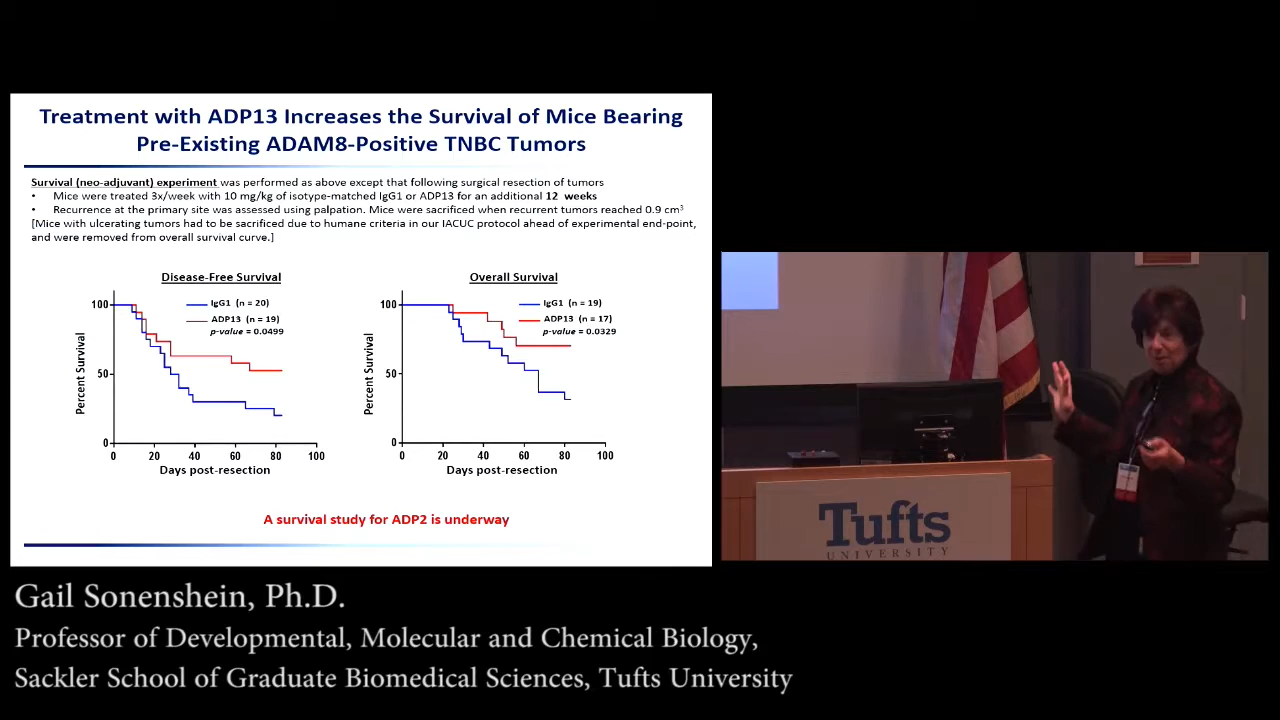 Treatment with ADP13 Increases the Survival of Mice Bearing
Pre-Existing ADAM8-Positive TNBC Tumors
Survival (neo-adjuvant) experiment was performed as above except that following surgical resection of tumors
• Mice were treated 3x/week with 10 mg/kg of isotype-matched IgG1 or ADP13 for an additional 12 weeks
• Recurrence at the primary site was assessed using palpation. Mice were sacrificed when recurrent tumors reached 0.9 cm³
[Mice with ulcerating tumors had to be sacrificed due to humane criteria in our IACUC protocol ahead of experimental end-point,
and were removed from overall survival curve.]
Disease-Free Survival
100
50
0
Percent Survival
IgG1 (n = 20)
ADP13 (n = 19)
p-value = 0.0499
0 20 40 60 80 100
Days post-resection
Overall Survival
100
50
0
Percent Survival
IgG1 (n = 19)
ADP13 (n = 17)
p-value = 0.0329
0 20 40 60 80 100
Days post-resection
A survival study for ADP2 is underway
Tufts
UNIVERSITY
Gail Sonenshein, Ph.D.
Professor of Developmental, Molecular and Chemical Biology,
Sackler School of Graduate Biomedical Sciences, Tufts University